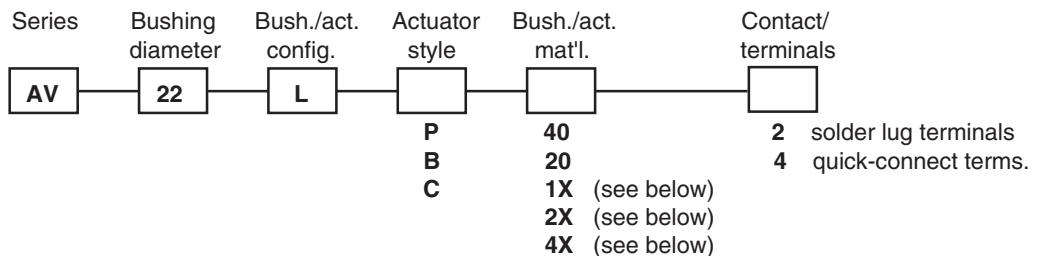 Series Bushing Bush./act. Actuator Bush./act. Contact/
diameter config. style mat'l. terminals
AV 22 L
P 40 2 solder lug terminals
B 20 4 quick-connect terms.
C 1X (see below)
2X (see below)
4X (see below)